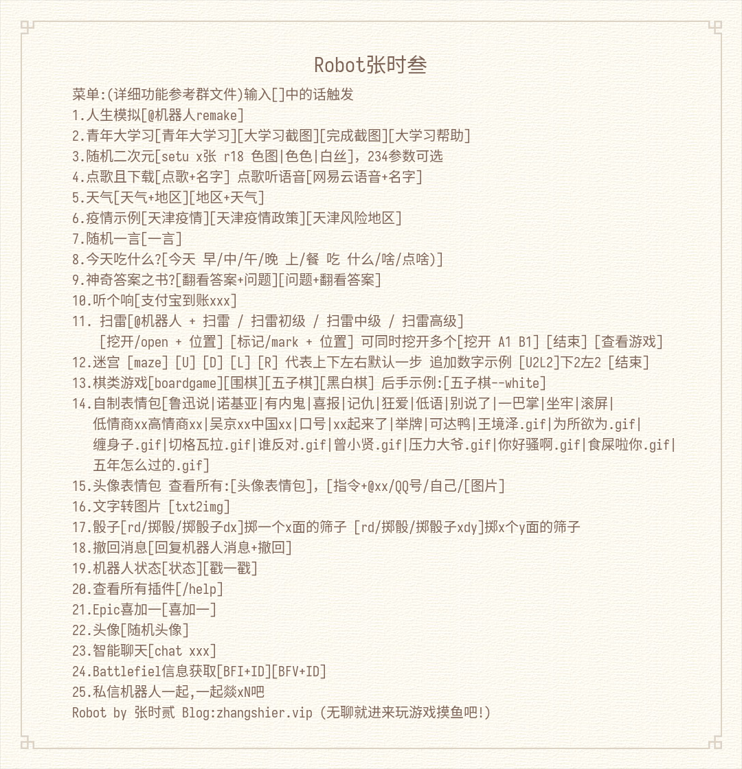 Robot张时叁
菜单:(详细功能参考群文件)输入[]中的话触发
1.人生模拟[@机器人remake]
2.青年大学习[青年大学习][大学习截图][完成截图][大学习帮助]
3.随机二次元[setu x张 r18 色图|色色|白丝]，234参数可选
4.点歌且下载[点歌+名字] 点歌听语音[网易云语音+名字]
5.天气[天气+地区][地区+天气]
6.疫情示例[天津疫情][天津疫情政策][天津风险地区]
7.随机一言[一言]
8.今天吃什么?[今天 早/中/午/晚 上/餐 吃 什么/啥/点啥)]
9.神奇答案之书?[翻看答案+问题][问题+翻看答案]
10.听个响[支付宝到账xxx]
11. 扫雷[@机器人 + 扫雷 / 扫雷初级 / 扫雷中级 / 扫雷高级]
[挖开/open + 位置] [标记/mark + 位置] 可同时挖开多个[挖开 A1 B1] [结束] [查看游戏]
12.迷宫 [maze] [U] [D] [L] [R] 代表上下左右默认一步 追加数字示例 [U2L2]下2左2 [结束]
13.棋类游戏[boardgame][围棋][五子棋][黑白棋] 后手示例:[五子棋--white]
14.自制表情包[鲁迅说|诺基亚|有内鬼|喜报|记仇|狂爱|低语|别说了|一巴掌|坐牢|滚屏|
低情商xx高情商xx|吴京xx中国xx|口号|xx起来了|举牌|可达鸭|王境泽.gif|为所欲为.gif|
缠身子.gif|切格瓦拉.gif|谁反对.gif|曾小贤.gif|压力大爷.gif|你好骚啊.gif|食屎啦你.gif|
五年怎么过的.gif]
15.头像表情包 查看所有:[头像表情包]，[指令+@xx/QQ号/自己/[图片]
16.文字转图片 [txt2img]
17.骰子[rd/掷骰/掷骰子dx]掷一个x面的筛子 [rd/掷骰/掷骰子xdy]掷x个y面的筛子
18.撤回消息[回复机器人消息+撤回]
19.机器人状态[状态][戳一戳]
20.查看所有插件[/help]
21.Epic喜加一[喜加一]
22.头像[随机头像]
23.智能聊天[chat xxx]
24.Battlefiel信息获取[BFI+ID][BFV+ID]
25.私信机器人一起,一起燚xN吧
Robot by 张时贰 Blog:zhangshier.vip (无聊就进来玩游戏摸鱼吧!)